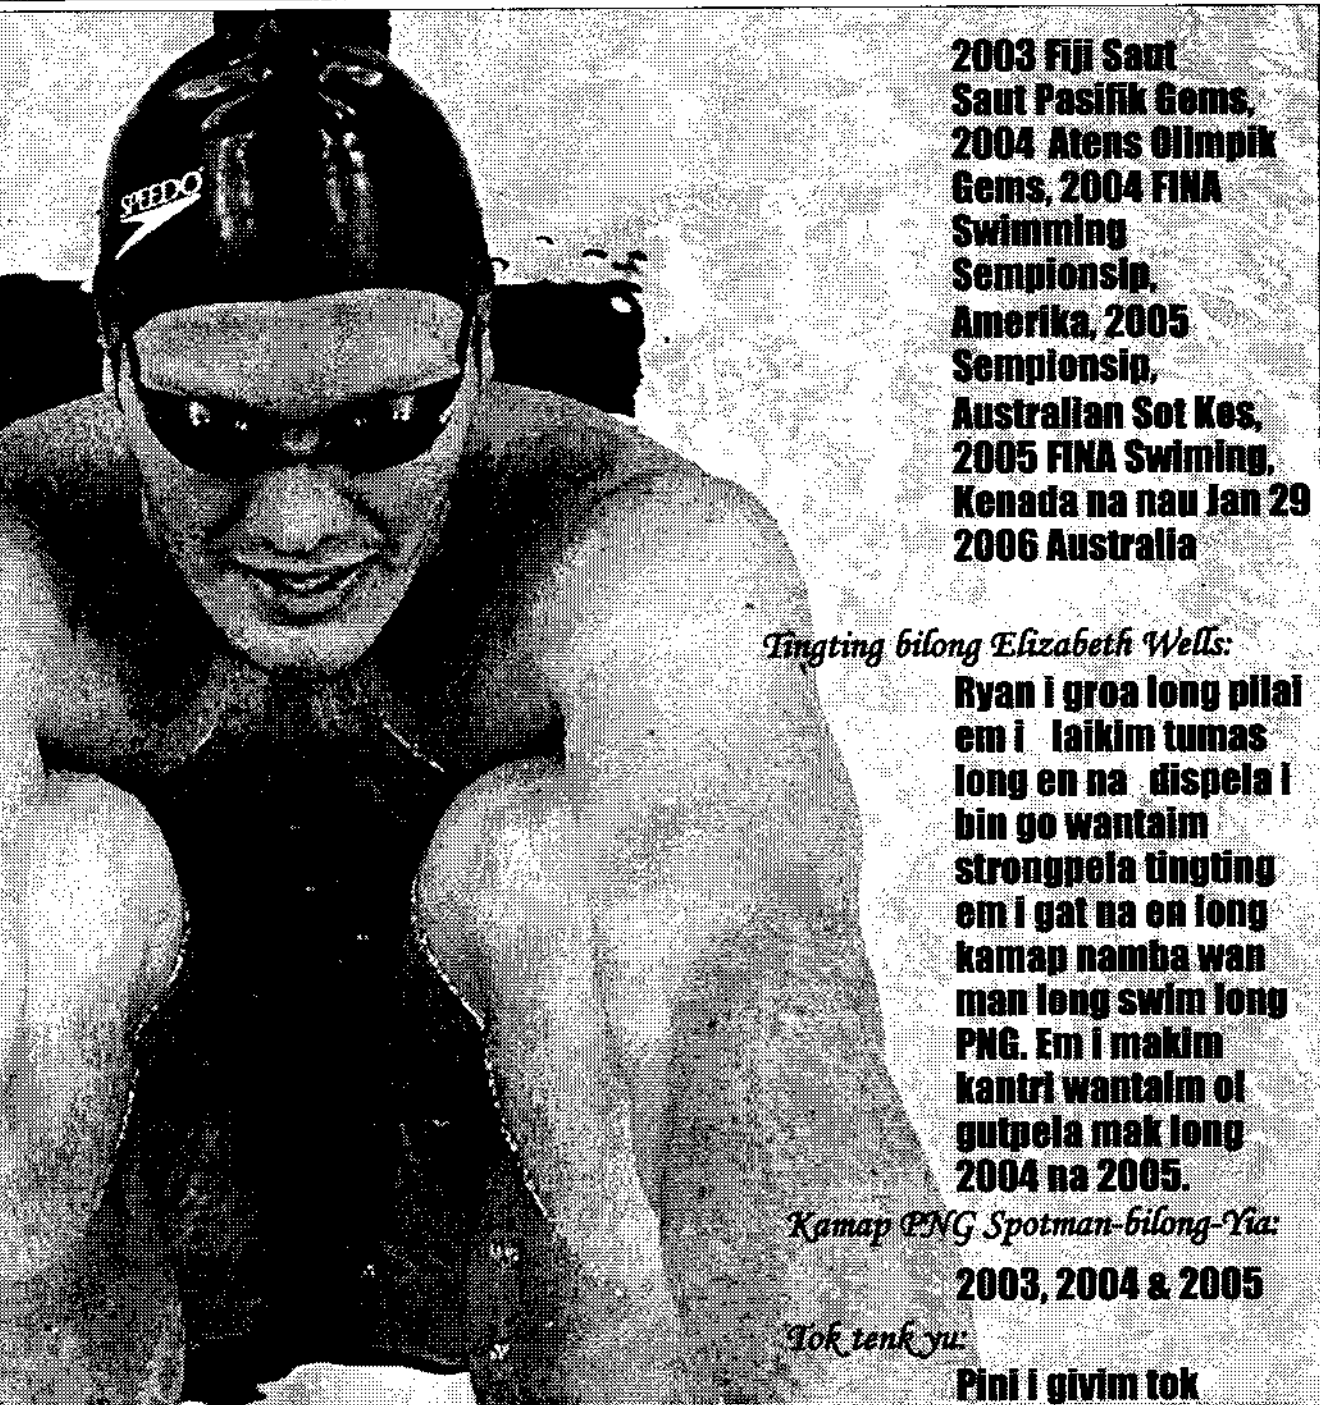 SPEEDO
2003 Fiji Saut
Saut Pasifik Gems,
2004 Atens Olimpik
Gems, 2004 FINA
Swimming
Sempionsip,
Amerika, 2005
Sempionsip,
Australian Sot Kos,
2005 FINA Swiming,
Kenada na nau Jan 29
2006 Australia
Tingting bilong Elizabeth Wells:
Ryan i groa long pilai
em i laikim tumas
long en na dispela i
bin go wantaim
strongpela tingting
em i gat na en long
kamap namba wan
man long swim long
PNG. Em i makim
kantri wantaim ol
gutpela mak long
2004 na 2005.
Kamap PNG Spotman-bilong-Yia:
2003, 2004 & 2005
Tok tenk yu:
Pini i givim tok